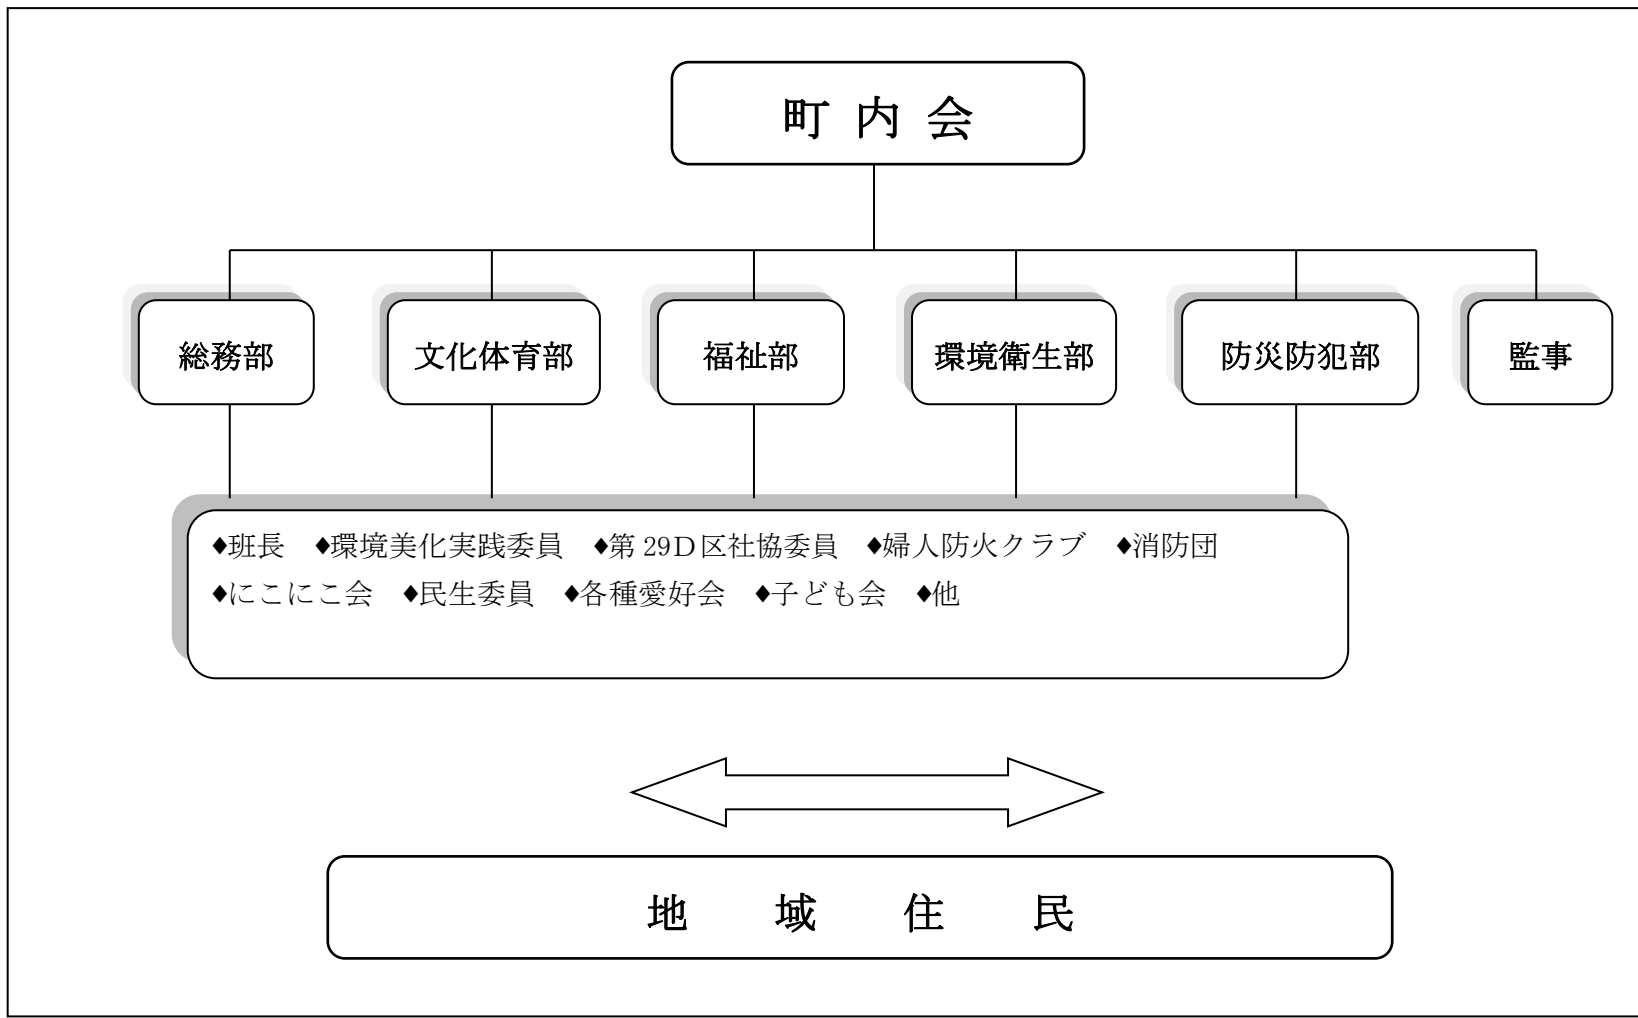 町 内 会
総務部 文化体育部 福祉部 環境衛生部 防災防犯部 監事
♦班長 ♦環境美化実践委員 ♦第 29D 区社協委員 ♦婦人防火クラブ ♦消防団
♦にこにこ会 ♦民生委員 ♦各種愛好会 ♦子ども会 ♦他
地 域 住 民